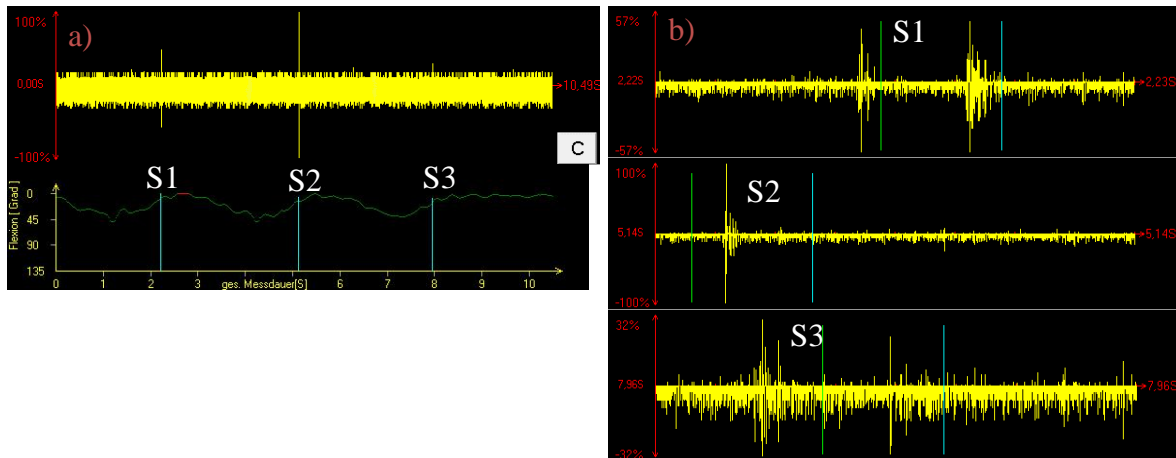 a)
100%
0.00S
10.49S
-100%
C
S1 S2 S3
Flexion [ Grad ]
0
45
90
135
0 1 2 3 4 5 6 7 8 9 10
ges. Messdauer[S]
b)
57%
S1
2,22S
2,23S
-57%
100%
S2
5,14S
5,14S
-100%
32%
S3
7,96S
7,96S
-32%